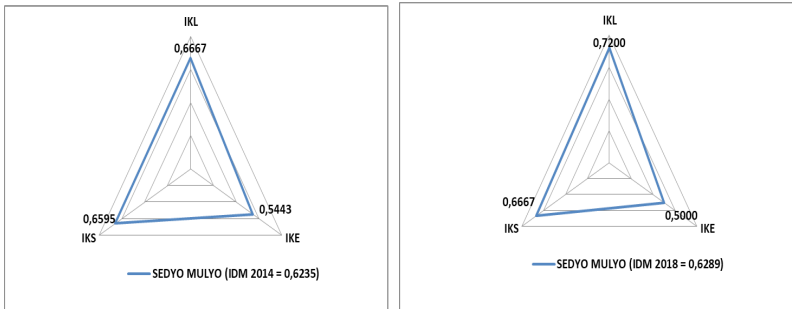 IKL
0,6667
0,6595
0,5443
IKS
IKE
SEDYO MULYO (IDM 2014 = 0,6235)
IKL
0,7200
0,6667
0,5000
IKS
IKE
SEDYO MULYO (IDM 2018 = 0,6289)